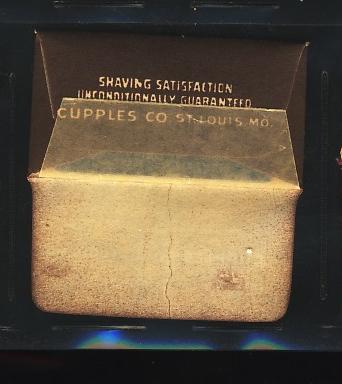 SHAVING SATISFACTION
UNCONDITIONALLY GUARANTEED
CUPPLES CO ST. LOUIS, MO.